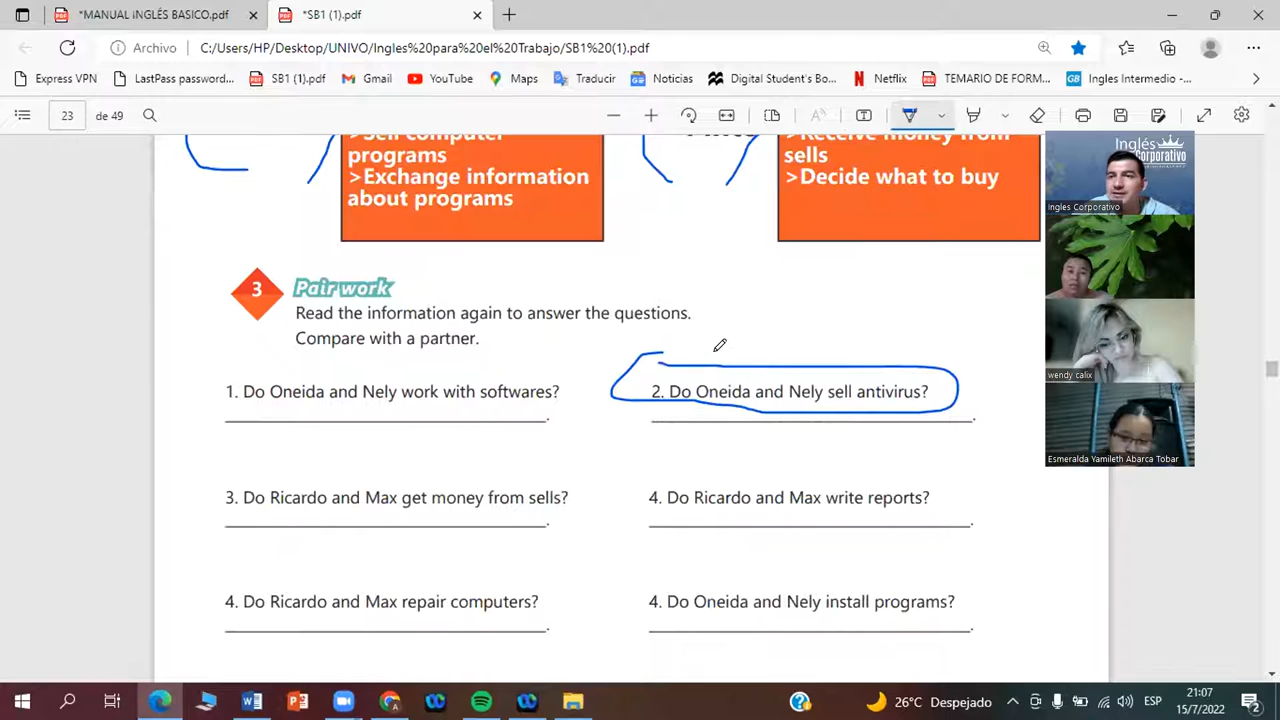 *MANUAL iNGLÉS BASICO.pdf
*SB1 (1).pdf
Archivo
C:/Users/HP/Desktop/UNIVO/Ingles%20para%20el%20Trabajo/SB1%20(1).pdf
Express VPN
LastPass password...
SB1 (1).pdf
Gmail
YouTube
Maps
Traducir
Noticias
Digital Student's Bo...
Netflix
TEMARIO DE FORM...
Ingles Intermedio -...
23
de 49
>Sell computer
programs
>Exchange information
about programs
>Receive money from
sells
>Decide what to buy
Inglés
Corporativo
Ingles Corporativo
wendy calix
Esmeralda Yamileth Abarca Tobar
3
Pair work
Read the information again to answer the questions.
Compare with a partner.
1. Do Oneida and Nely work with softwares?
2. Do Oneida and Nely sell antivirus?
3. Do Ricardo and Max get money from sells?
4. Do Ricardo and Max write reports?
4. Do Ricardo and Max repair computers?
4. Do Oneida and Nely install programs?
26°C Despejado
ESP
21:07
15/7/2022
2